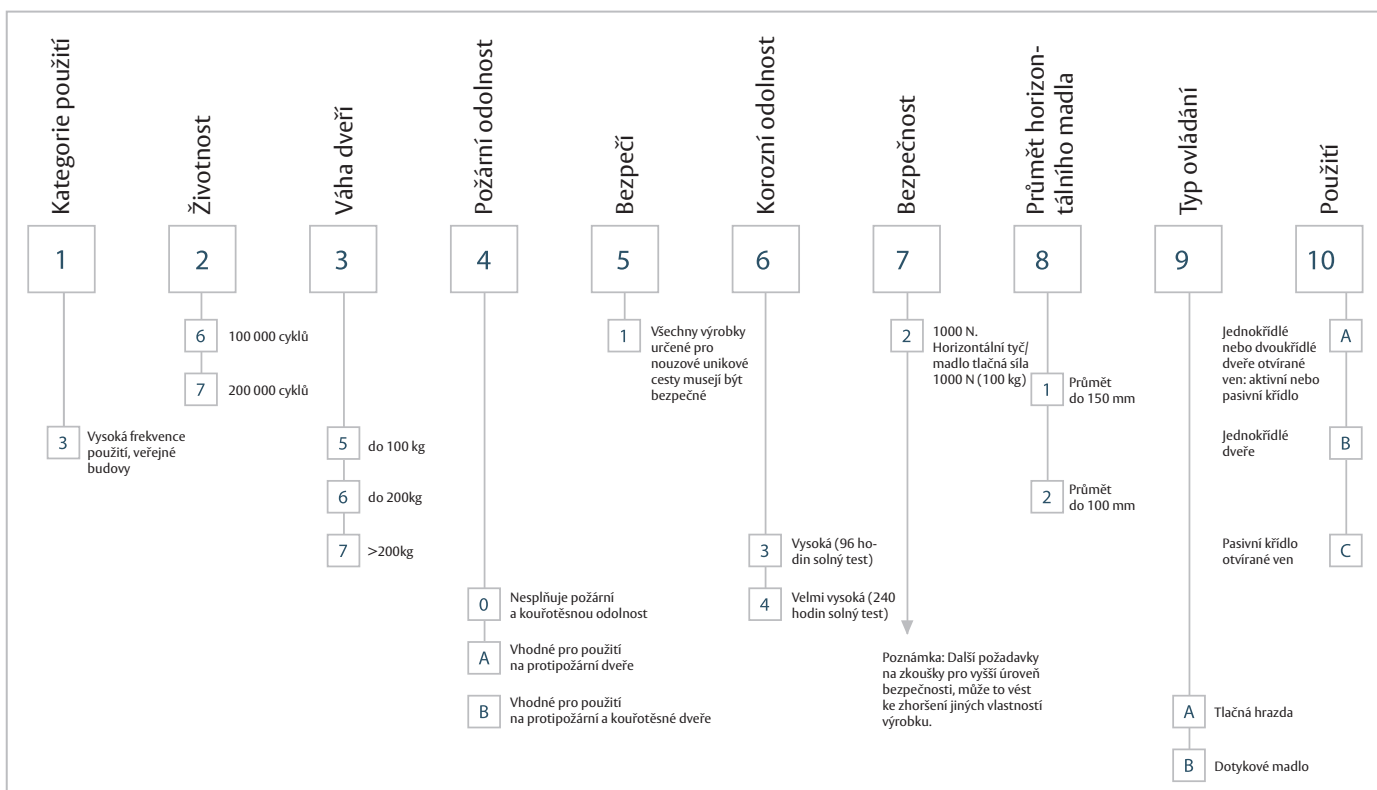 Kategorie použití
1
3
Vysoká frekvence
použití, veřejné
budovy
Životnost
2
6
100 000 cyklů
7
200 000 cyklů
Váha dveří
3
5
do 100 kg
6
do 200kg
7
>200kg
Požární odolnost
4
0
Nesplňuje požární
a kouřotěsnou odolnost
A
Vhodné pro použití
na protipožární dveře
B
Vhodné pro použití
na protipožární a kouřotěsné dveře
Bezpečí
5
1
Všechny výrobky
určené pro
nouzové unikové
cesty musejí být
bezpečné
Korozní odolnost
6
3
Vysoká (96 ho-
din solný test)
4
Velmi vysoká (240
hodin solný test)
Bezpečnost
7
2
1000 N.
Horizontální tyč/
madlo tlačná síla
1000 N (100 kg)
Poznámka: Další požadavky
na zkoušky pro vyšší úroveň
bezpečnosti, může to vést
ke zhoršení jiných vlastností
výrobku.
Průmět horizon-
tálního madla
8
1
Průmět
do 150 mm
2
Průmět
do 100 mm
Typ ovládání
9
A
Tlačná hrazda
B
Dotykové madlo
Použití
10
Jednokřídlé
nebo dvoukřídlé
dveře otvírané
ven: aktivní nebo
pasivní křídlo
A
Jednokřídlé
dveře
B
Pasivní křídlo
otvírané ven
C